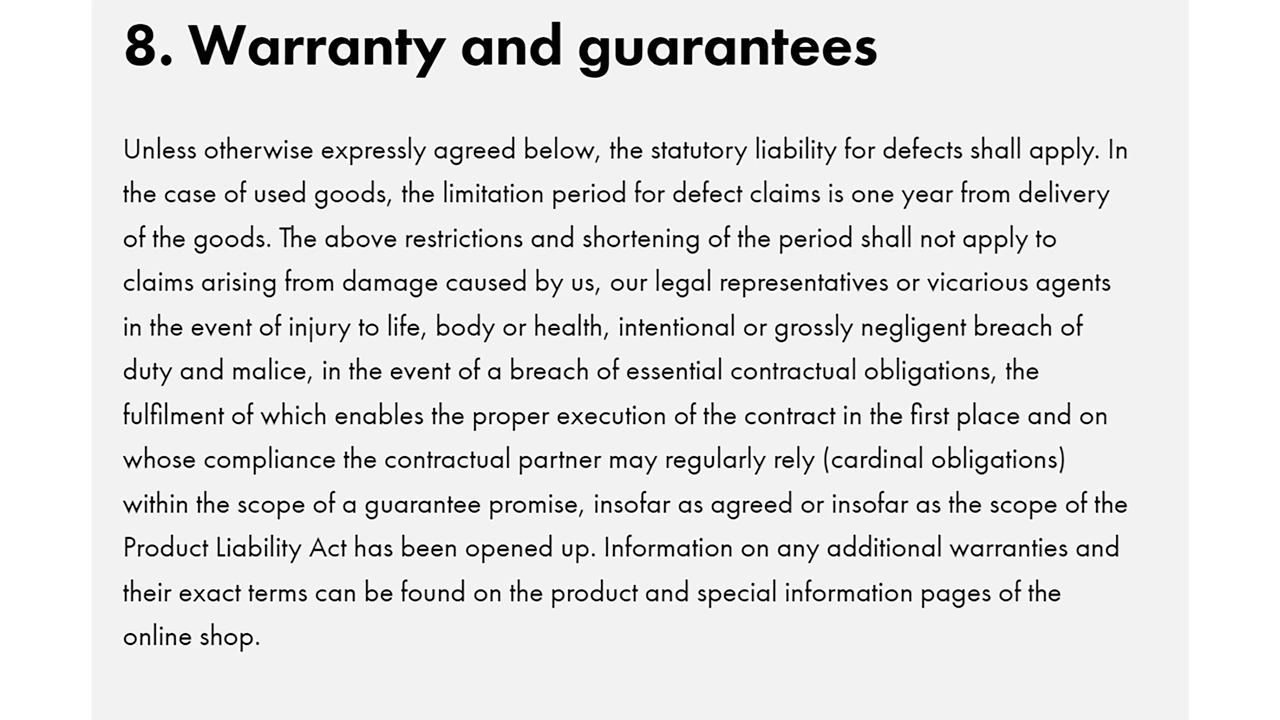 8. Warranty and guarantees
Unless otherwise expressly agreed below, the statutory liability for defects shall apply. In
the case of used goods, the limitation period for defect claims is one year from delivery
of the goods. The above restrictions and shortening of the period shall not apply to
claims arising from damage caused by us, our legal representatives or vicarious agents
in the event of injury to life, body or health, intentional or grossly negligent breach of
duty and malice, in the event of a breach of essential contractual obligations, the
fulfilment of which enables the proper execution of the contract in the first place and on
whose compliance the contractual partner may regularly rely (cardinal obligations)
within the scope of a guarantee promise, insofar as agreed or insofar as the scope of the
Product Liability Act has been opened up. Information on any additional warranties and
their exact terms can be found on the product and special information pages of the
online shop.